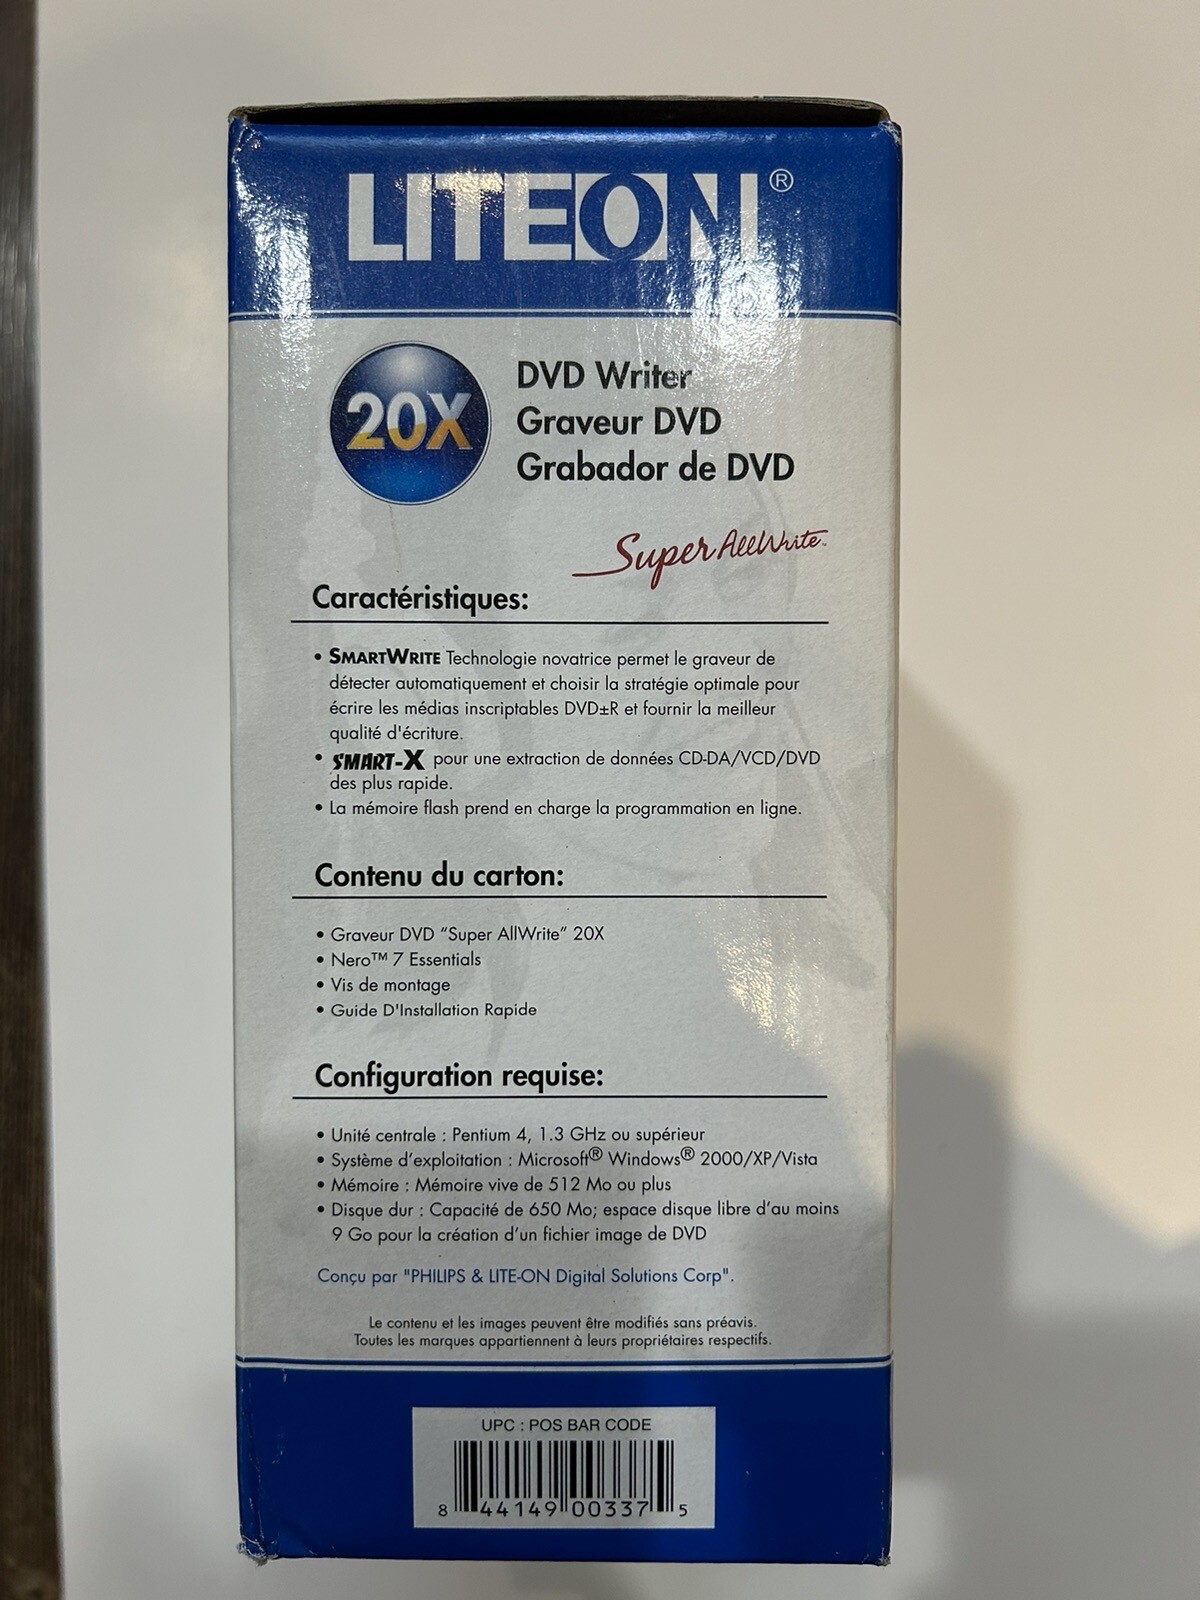 LITEON®
20X
DVD Writer
Graveur DVD
Grabador de DVD
Super AllWrite™
Caractéristiques:
• SMARTWRITE Technologie novatrice permet le graveur de
détecter automatiquement et choisir la stratégie optimale pour
écrire les médias inscriptables DVD±R et fournir la meilleur
qualité d'écriture.
• SMART-X pour une extraction de données CD-DA/VCD/DVD
des plus rapide.
• La mémoire flash prend en charge la programmation en ligne.
Contenu du carton:
• Graveur DVD “Super AllWrite” 20X
• Nero™ 7 Essentials
• Vis de montage
• Guide D'Installation Rapide
Configuration requise:
• Unité centrale : Pentium 4, 1.3 GHz ou supérieur
• Système d’exploitation : Microsoft® Windows® 2000/XP/Vista
• Mémoire : Mémoire vive de 512 Mo ou plus
• Disque dur : Capacité de 650 Mo; espace disque libre d’au moins
9 Go pour la création d’un fichier image de DVD
Conçu par "PHILIPS & LITE-ON Digital Solutions Corp".
Le contenu et les images peuvent être modifiés sans préavis.
Toutes les marques appartiennent à leurs propriétaires respectifs.
UPC : POS BAR CODE
8 44149 00337 5